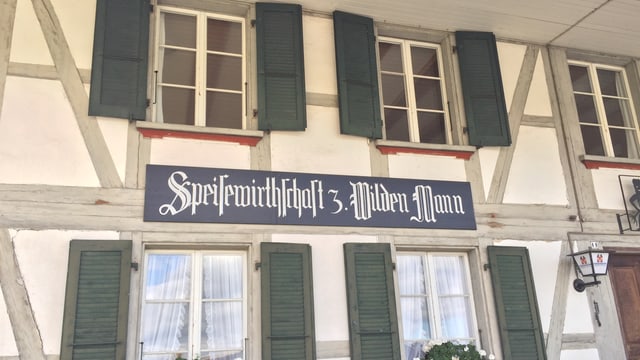 Speiſewirthſchaft z. Wilden Mann